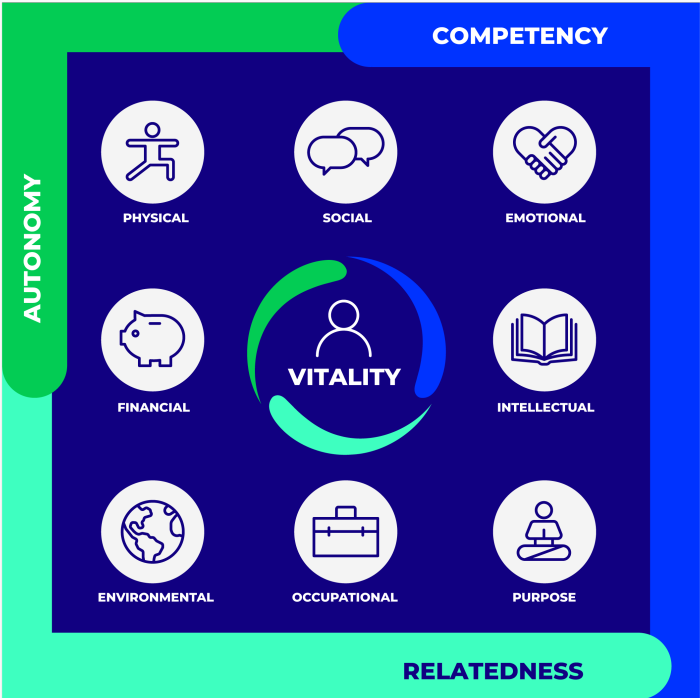 COMPETENCY
AUTONOMY
PHYSICAL
SOCIAL
EMOTIONAL
FINANCIAL
VITALITY
INTELLECTUAL
ENVIRONMENTAL
OCCUPATIONAL
PURPOSE
RELATEDNESS